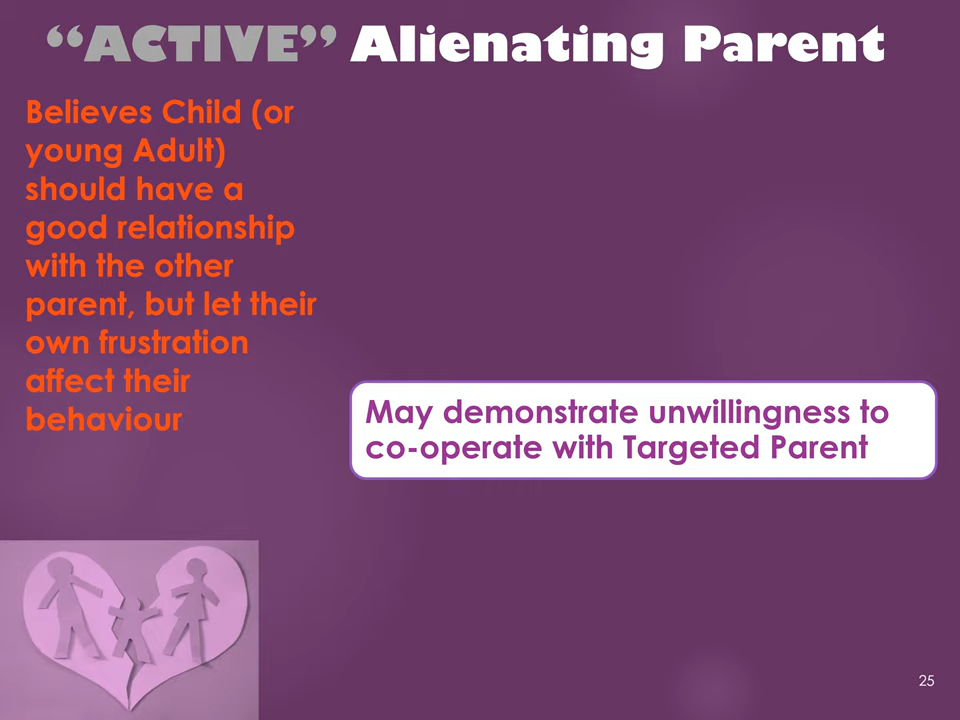 “ACTIVE” Alienating Parent
Believes Child (or
young Adult)
should have a
good relationship
with the other
parent, but let their
own frustration
affect their
behaviour
May demonstrate unwillingness to
co-operate with Targeted Parent
25